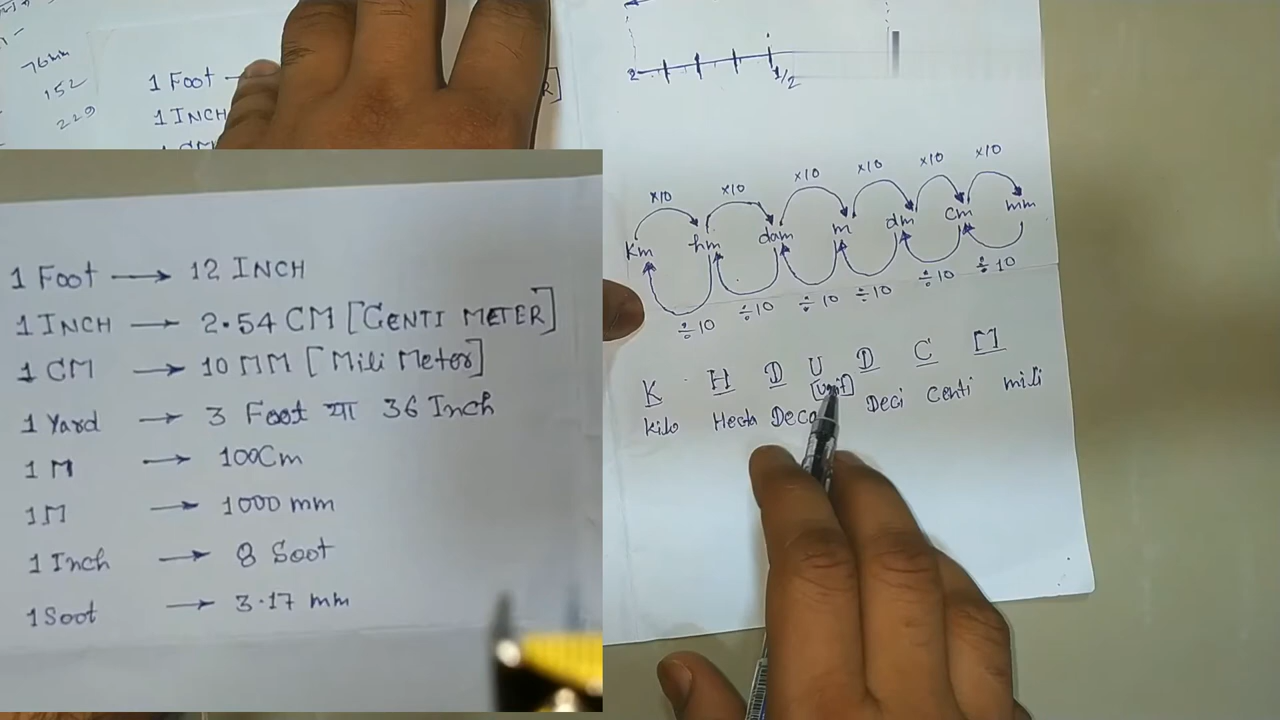 76mm
152
229
1 Foot
1 INCH
R]
1 Foot → 12 INCH
1 INCH → 2.54 CM [CENTI METER]
1 CM → 10 MM [Mili Meter]
1 Yard → 3 Foot या 36 Inch
1 M → 100Cm
1M → 1000 mm
1 Inch → 8 Soot
1 Soot → 3.17 mm
2 1/2
×10 ×10 ×10 ×10 ×10 ×10
Km hm dam m dm Cm mm
÷10 ÷10 ÷10 ÷10 ÷10 ÷10
K H D U D C M
[Unit]
Kilo Hecta Deca Deci Centi mili